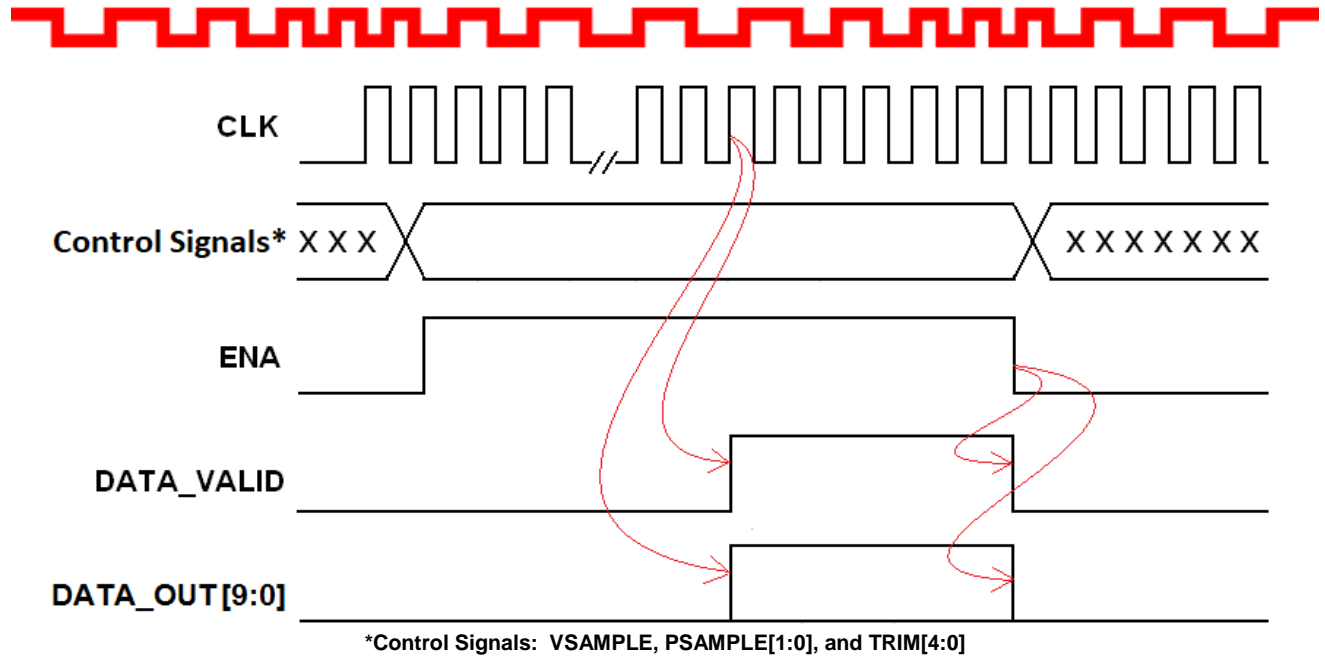 CLK
//
Control Signals* X X X X X X X X X X
ENA
DATA_VALID
DATA_OUT[9:0]
*Control Signals: VSAMPLE, PSAMPLE[1:0], and TRIM[4:0]